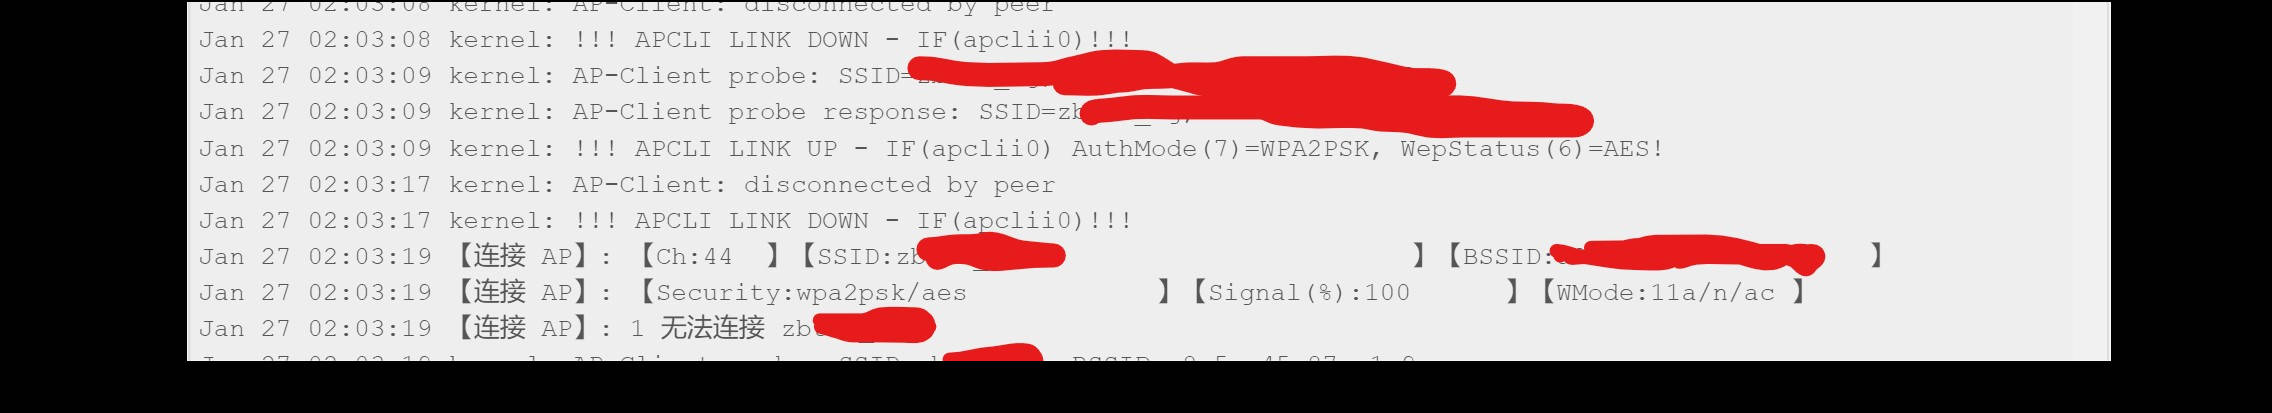 Jan 27 02:03:08 kernel: AP-Client: disconnected by peer
Jan 27 02:03:08 kernel: !!! APCLI LINK DOWN - IF(apclii0)!!!
Jan 27 02:03:09 kernel: AP-Client probe: SSID=
Jan 27 02:03:09 kernel: AP-Client probe response: SSID=zb
Jan 27 02:03:09 kernel: !!! APCLI LINK UP - IF(apclii0) AuthMode(7)=WPA2PSK, WepStatus(6)=AES!
Jan 27 02:03:17 kernel: AP-Client: disconnected by peer
Jan 27 02:03:17 kernel: !!! APCLI LINK DOWN - IF(apclii0)!!!
Jan 27 02:03:19 【连接 AP】: 【Ch:44 】【SSID:zb 】【BSSID: 】
Jan 27 02:03:19 【连接 AP】: 【Security:wpa2psk/aes 】【Signal(%):100 】【WMode:11a/n/ac 】
Jan 27 02:03:19 【连接 AP】: 1 无法连接 zb